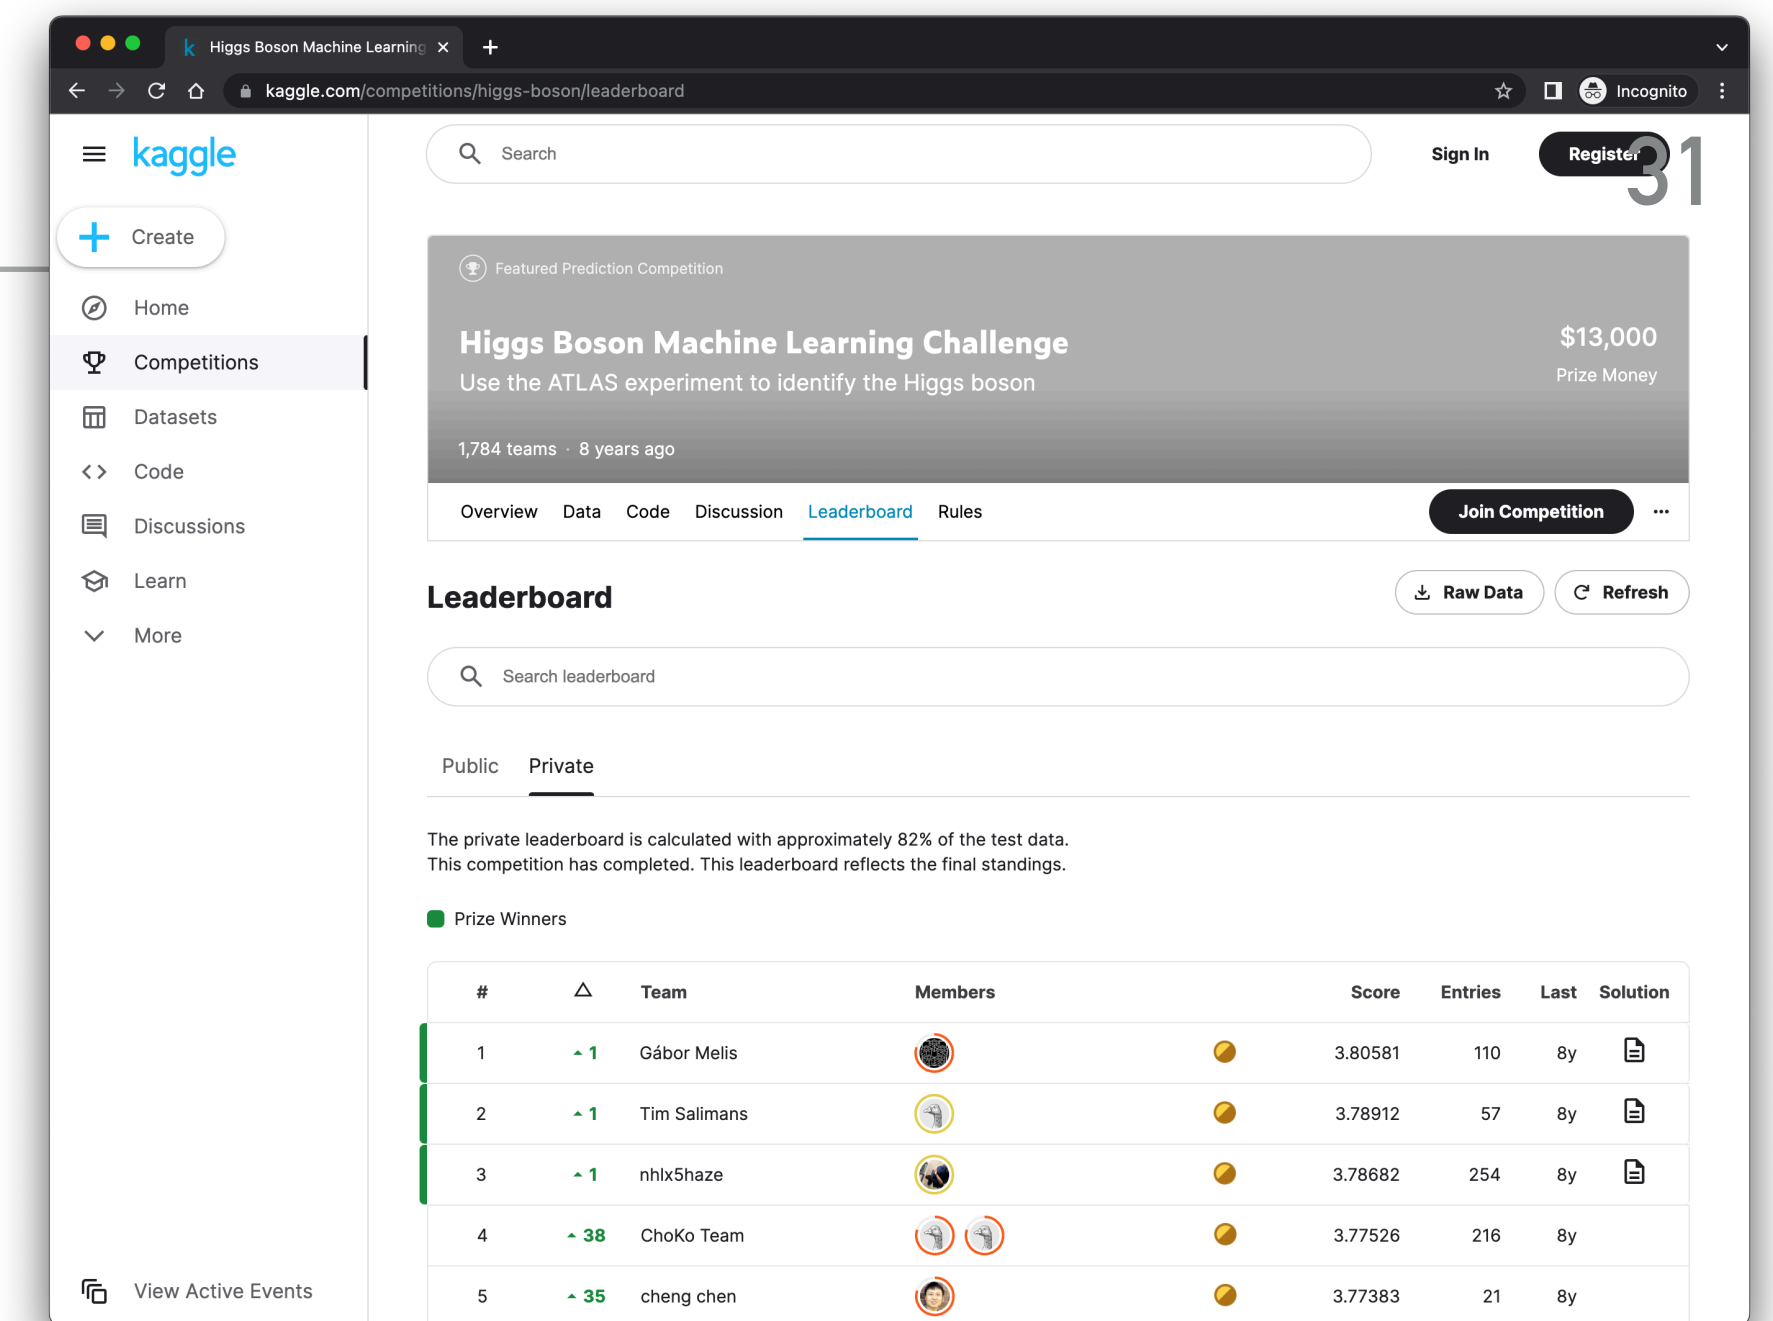 Higgs Boson Machine Learning
kaggle.com/competitions/higgs-boson/leaderboard
Incognito
kaggle
Search
Sign In
Register
31
Create
Home
Competitions
Datasets
Code
Discussions
Learn
More
View Active Events
Featured Prediction Competition
Higgs Boson Machine Learning Challenge
Use the ATLAS experiment to identify the Higgs boson
$13,000
Prize Money
1,784 teams · 8 years ago
Overview Data Code Discussion Leaderboard Rules
Join Competition
Leaderboard
Raw Data
Refresh
Search leaderboard
Public Private
The private leaderboard is calculated with approximately 82% of the test data.
This competition has completed. This leaderboard reflects the final standings.
Prize Winners
# △ Team Members Score Entries Last Solution
1 1 Gábor Melis 3.80581 110 8y
2 1 Tim Salimans 3.78912 57 8y
3 1 nhlx5haze 3.78682 254 8y
4 38 ChoKo Team 3.77526 216 8y
5 35 cheng chen 3.77383 21 8y